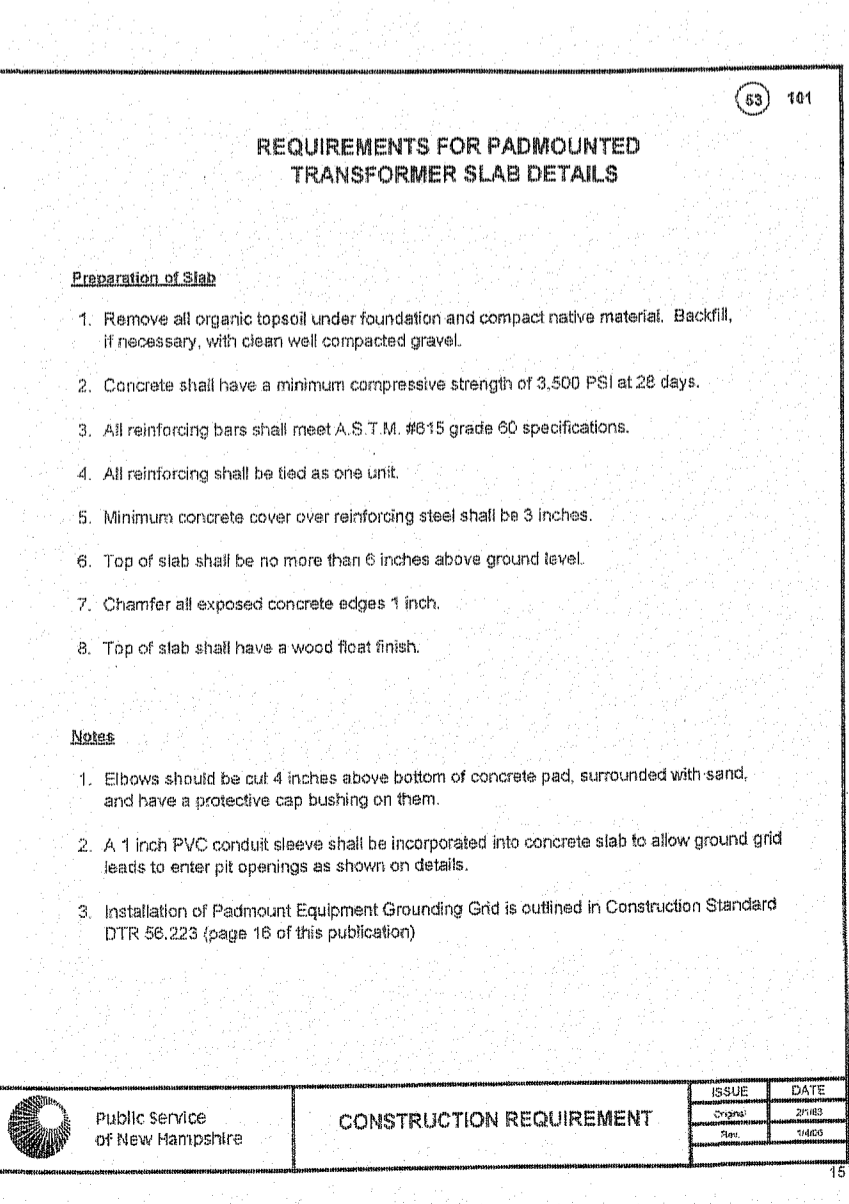 53 101
REQUIREMENTS FOR PADMOUNTED
TRANSFORMER SLAB DETAILS
Preparation of Slab
1. Remove all organic topsoil under foundation and compact native material. Backfill,
if necessary, with clean well compacted gravel.
2. Concrete shall have a minimum compressive strength of 3,500 PSI at 28 days.
3. All reinforcing bars shall meet A.S.T.M. #615 grade 60 specifications.
4. All reinforcing shall be tied as one unit.
5. Minimum concrete cover over reinforcing steel shall be 3 inches.
6. Top of slab shall be no more than 6 inches above ground level.
7. Chamfer all exposed concrete edges 1 inch.
8. Top of slab shall have a wood float finish.
Notes
1. Elbows should be cut 4 inches above bottom of concrete pad, surrounded with sand,
and have a protective cap bushing on them.
2. A 1 inch PVC conduit sleeve shall be incorporated into concrete slab to allow ground grid
leads to enter pit openings as shown on details.
3. Installation of Padmount Equipment Grounding Grid is outlined in Construction Standard
DTR 56.223 (page 16 of this publication)
Public Service
of New Hampshire
CONSTRUCTION REQUIREMENT
ISSUE DATE
Original 2/1/83
Rev.
15